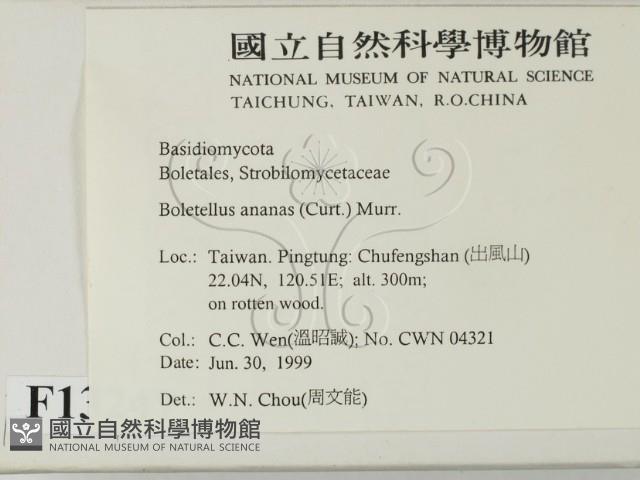 國立自然科學博物館
NATIONAL MUSEUM OF NATURAL SCIENCE
TAICHUNG, TAIWAN, R.O.CHINA
Basidiomycota
Boletales, Strobilomycetaceae
Boletellus ananas (Curt.) Murr.
Loc.: Taiwan. Pingtung: Chufengshan (出風山)
22.04N, 120.51E; alt. 300m;
on rotten wood.
Col.: C.C. Wen(溫昭誠); No. CWN 04321
Date: Jun. 30, 1999
Det.: W.N. Chou(周文能)
國立自然科學博物館
NATIONAL MUSEUM OF NATURAL SCIENCE